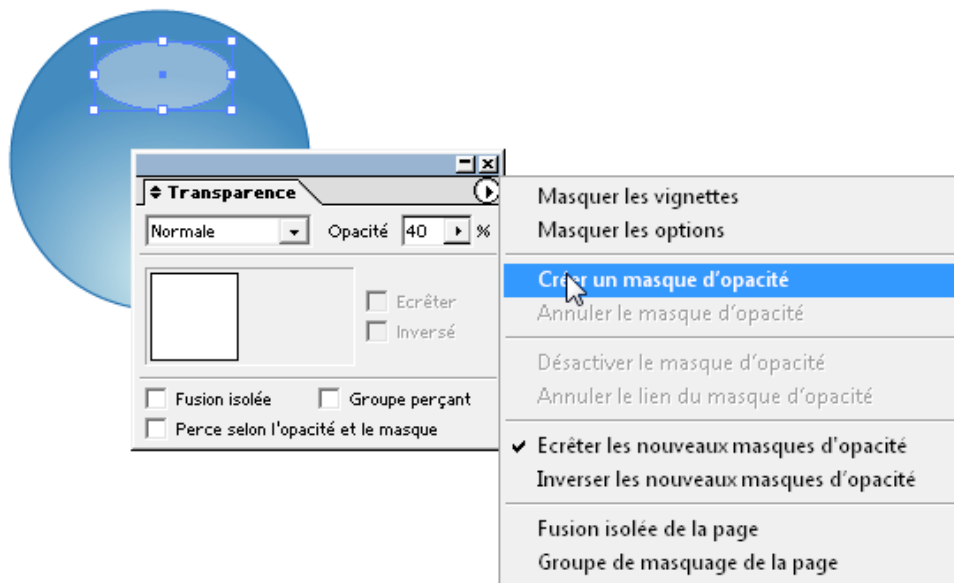 Transparence
Normale Opacité 40 %
Ecrêter
Inversé
Fusion isolée Groupe perçant
Perce selon l'opacité et le masque
Masquer les vignettes
Masquer les options
Créer un masque d'opacité
Annuler le masque d'opacité
Désactiver le masque d'opacité
Annuler le lien du masque d'opacité
Ecrêter les nouveaux masques d'opacité
Inverser les nouveaux masques d'opacité
Fusion isolée de la page
Groupe de masquage de la page